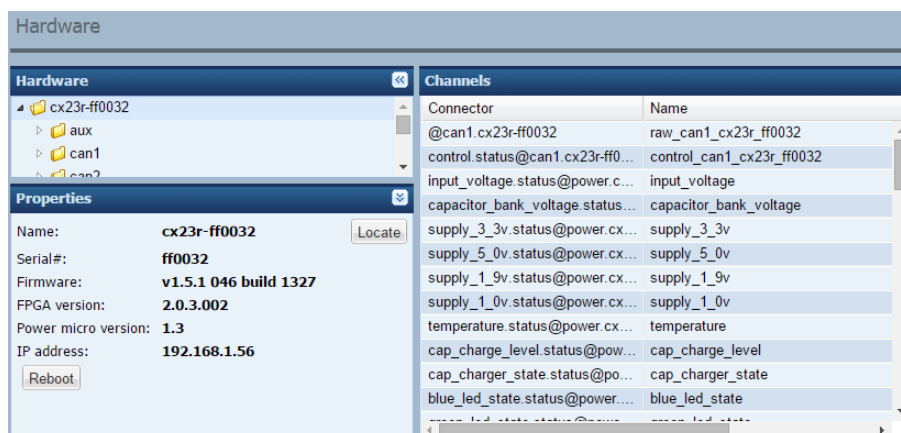 Hardware
Hardware
cx23r-ff0032
aux
can1
can2
Properties
Name: cx23r-ff0032 Locate
Serial#: ff0032
Firmware: v1.5.1 046 build 1327
FPGA version: 2.0.3.002
Power micro version: 1.3
IP address: 192.168.1.56
Reboot
Channels
Connector Name
@can1.cx23r-ff0032 raw_can1_cx23r_ff0032
control.status@can1.cx23r-ff0... control_can1_cx23r_ff0032
input_voltage.status@power.c... input_voltage
capacitor_bank_voltage.status... capacitor_bank_voltage
supply_3_3v.status@power.cx... supply_3_3v
supply_5_0v.status@power.cx... supply_5_0v
supply_1_9v.status@power.cx... supply_1_9v
supply_1_0v.status@power.cx... supply_1_0v
temperature.status@power.cx... temperature
cap_charge_level.status@pow... cap_charge_level
cap_charger_state.status@po... cap_charger_state
blue_led_state.status@power.... blue_led_state